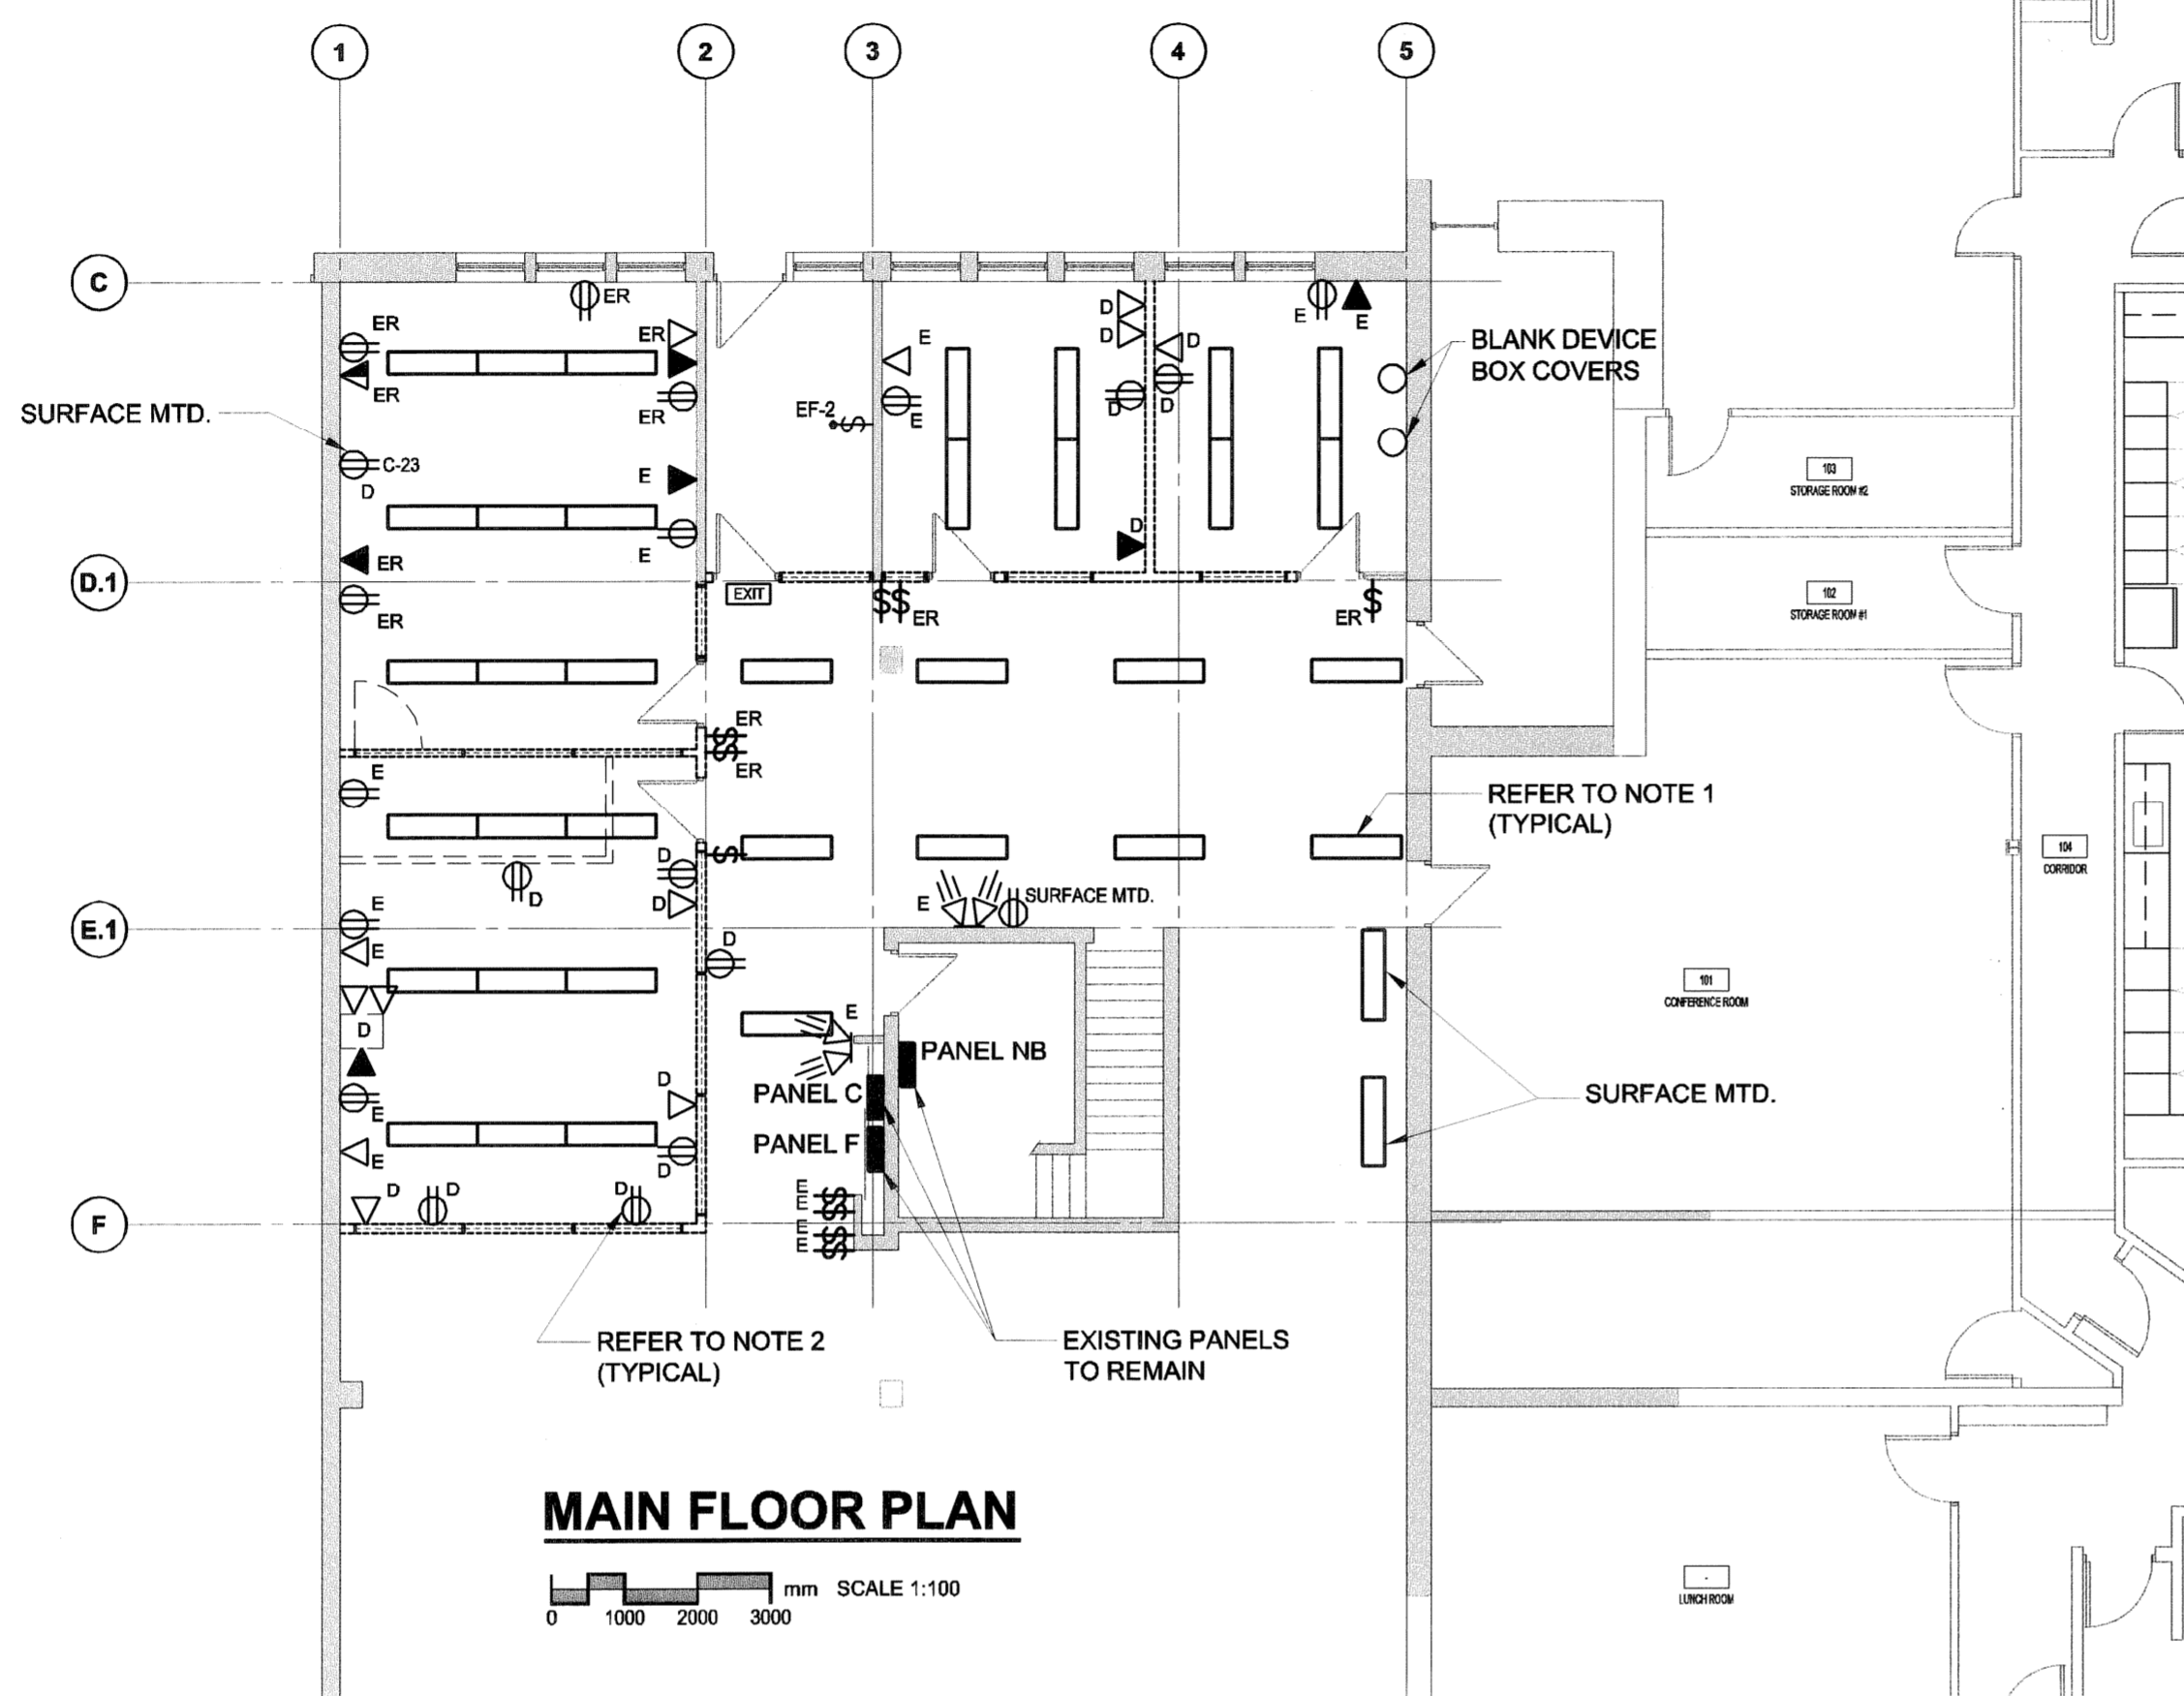 1 2 3 4 5
C
ER
ER
ER
D
D
E
E
E
BLANK DEVICE
BOX COVERS
D
ER
ER
D
D
EF-2
E
SURFACE MTD.
C-23
D
E
103
STORAGE ROOM #2
E
D
ER
D.1
EXIT
102
STORAGE ROOM #1
ER
ER
ER
ER
ER
E
REFER TO NOTE 1
(TYPICAL)
D
104
CORRIDOR
D
E
D
E
SURFACE MTD.
E.1
D
E
101
CONFERENCE ROOM
D
E
PANEL NB
D
PANEL C
SURFACE MTD.
E
PANEL F
E
D
D
D
D
E
E
F
E
E
REFER TO NOTE 2
(TYPICAL)
EXISTING PANELS
TO REMAIN
MAIN FLOOR PLAN
mm SCALE 1:100
0 1000 2000 3000
-
LUNCH ROOM